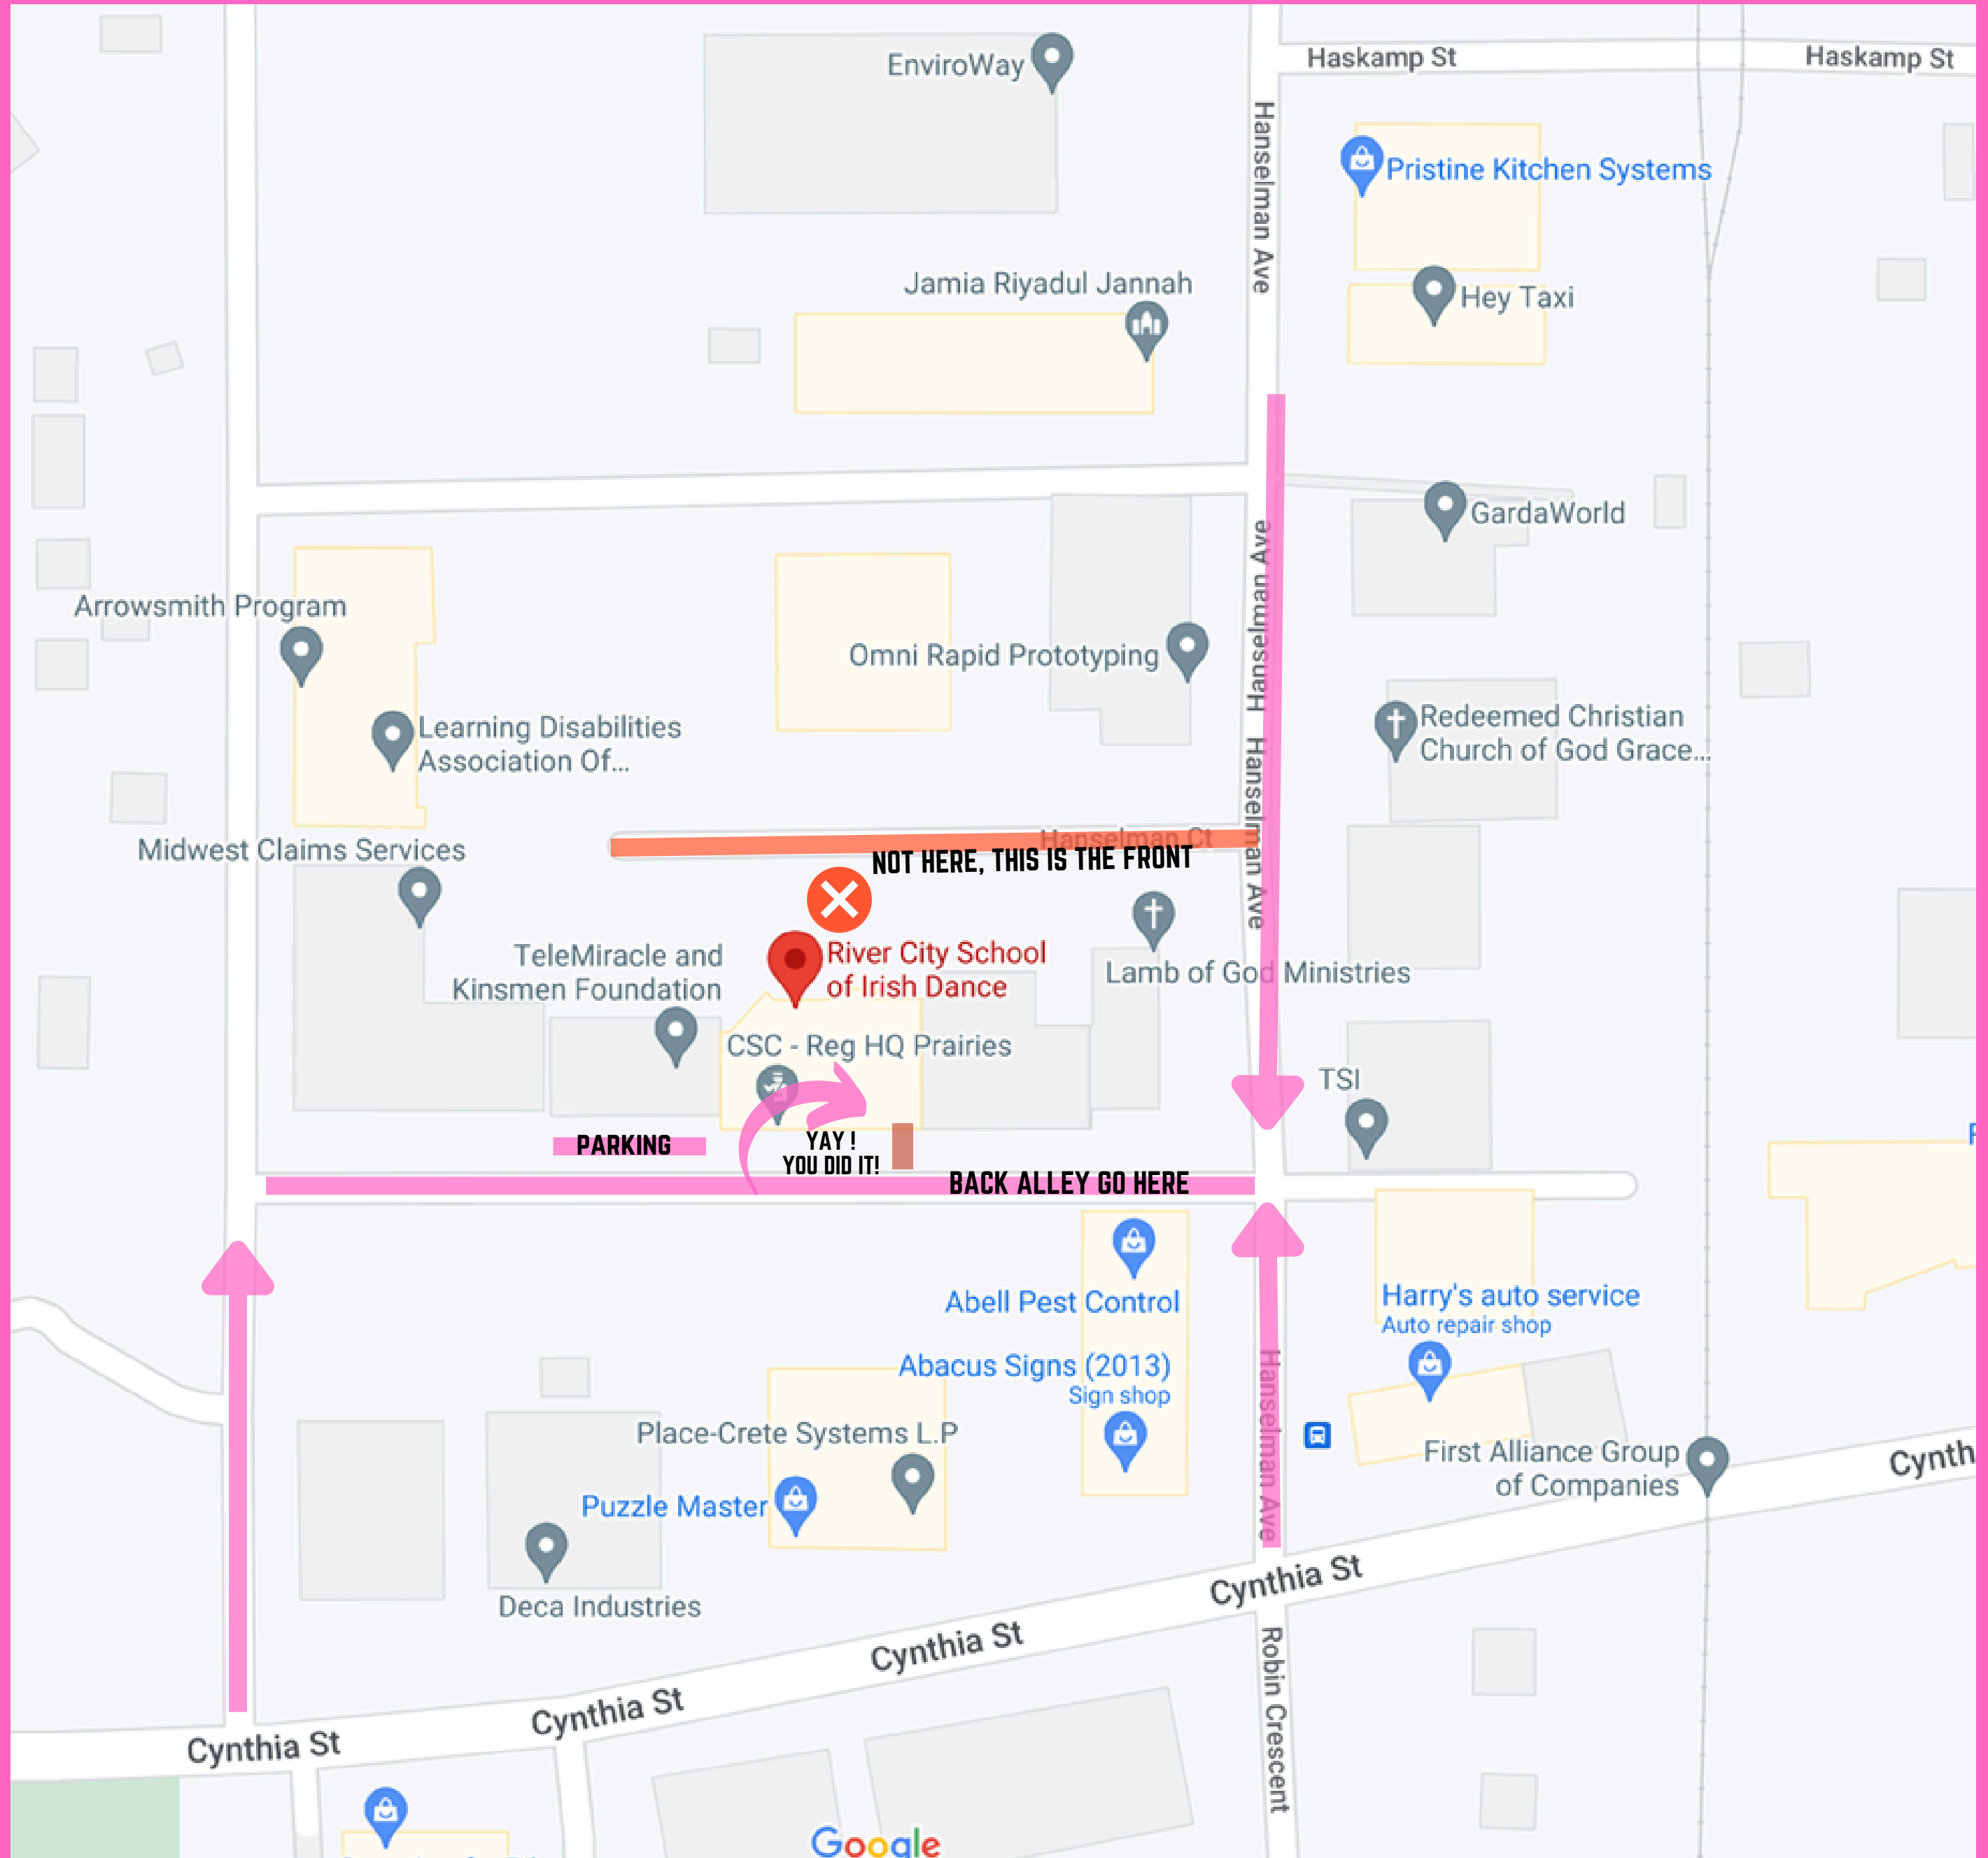 EnviroWay
Haskamp St
Haskamp St
Hanselman Ave
Pristine Kitchen Systems
Jamia Riyadul Jannah
Hey Taxi
GardaWorld
Hanselman Ave
Arrowsmith Program
Omni Rapid Prototyping
Learning Disabilities
Association Of...
Redeemed Christian
Church of God Grace...
Hanselman Ave
Midwest Claims Services
Hanselman Ct
NOT HERE, THIS IS THE FRONT
TeleMiracle and
Kinsmen Foundation
River City School
of Irish Dance
Lamb of God Ministries
CSC - Reg HQ Prairies
TSI
PARKING
YAY !
YOU DID IT!
BACK ALLEY GO HERE
Abell Pest Control
Harry's auto service
Auto repair shop
Abacus Signs (2013)
Sign shop
Hanselman Ave
Place-Crete Systems L.P
First Alliance Group
of Companies
Cynth
Puzzle Master
Deca Industries
Cynthia St
Cynthia St
Cynthia St
Cynthia St
Robin Crescent
Google